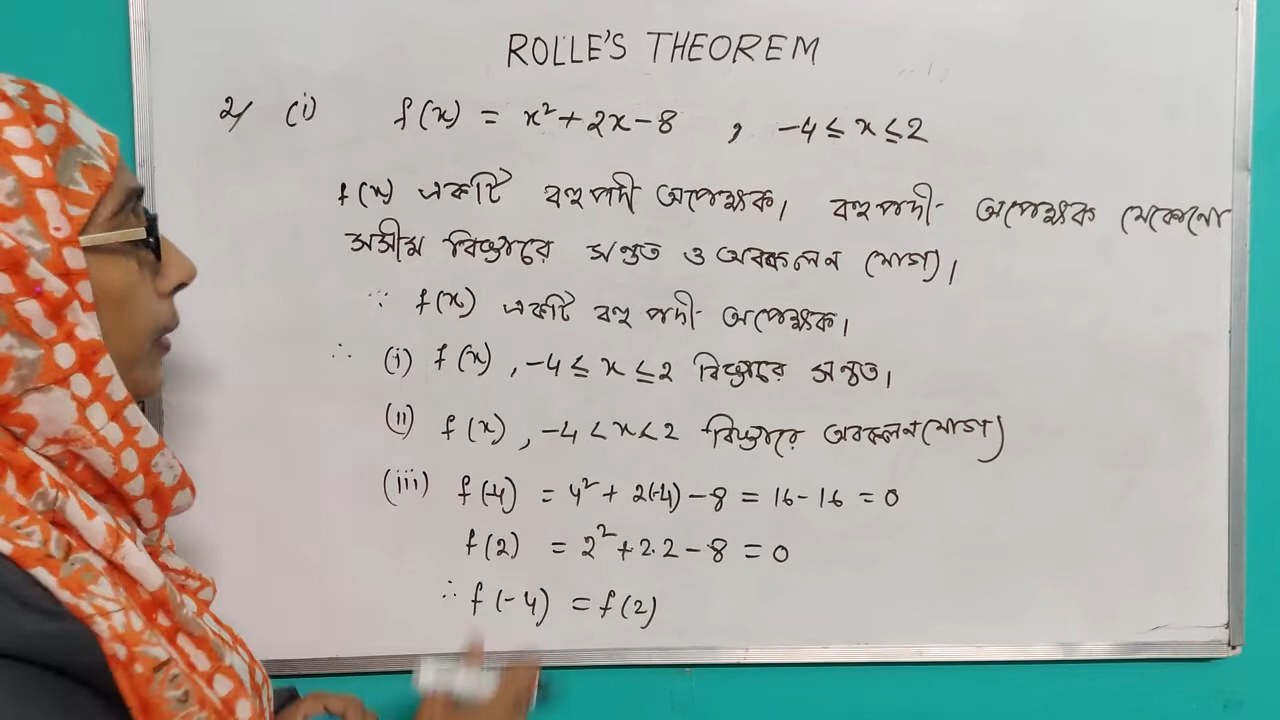 ROLLE'S THEOREM
2/ (i) f(x) = x² + 2x - 8 , -4 ≤ x ≤ 2
f(x) একটি বহুপদী অপেক্ষক। বহুপদী অপেক্ষক যেকোনো
সসীম বিস্তারে সন্তত ও অবকলন যোগ্য।
∵ f(x) একটি বহুপদী অপেক্ষক।
∴ (i) f(x), -4 ≤ x ≤ 2 বিস্তারে সন্তত।
(ii) f(x), -4 < x < 2 বিস্তারে অবকলনযোগ্য
(iii) f(-4) = 4² + 2(-4) - 8 = 16 - 16 = 0
f(2) = 2² + 2.2 - 8 = 0
∴ f(-4) = f(2)